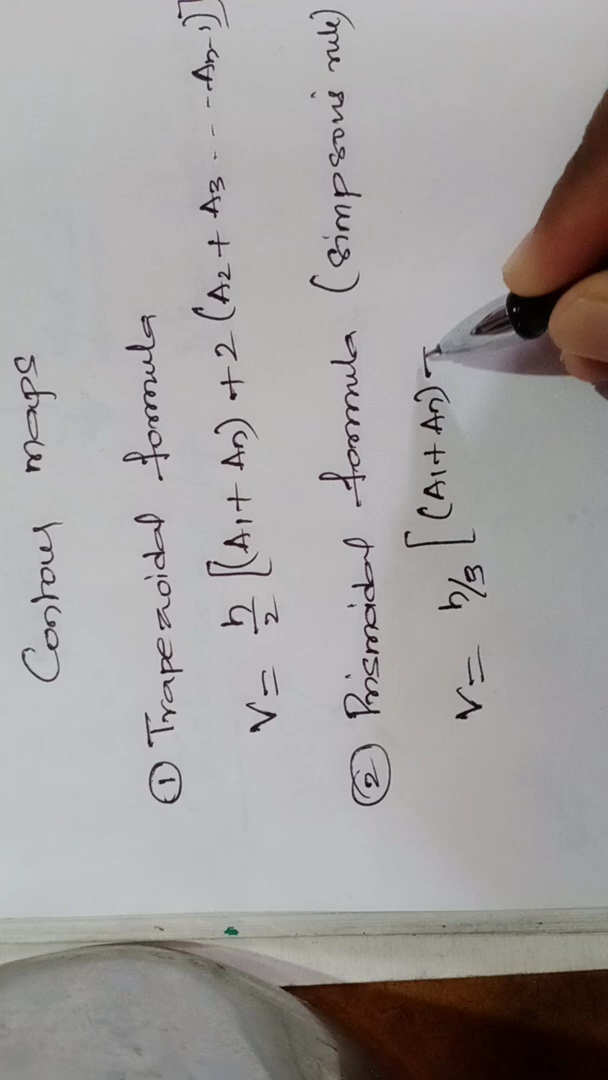 Contour maps
① Trapezoidal formula
V = h/2 [(A1 + An) + 2 (A2 + A3 - - - An-1)]
② Prismoidal formula (simpson's rule)
V = h/3 [(A1 + An) -